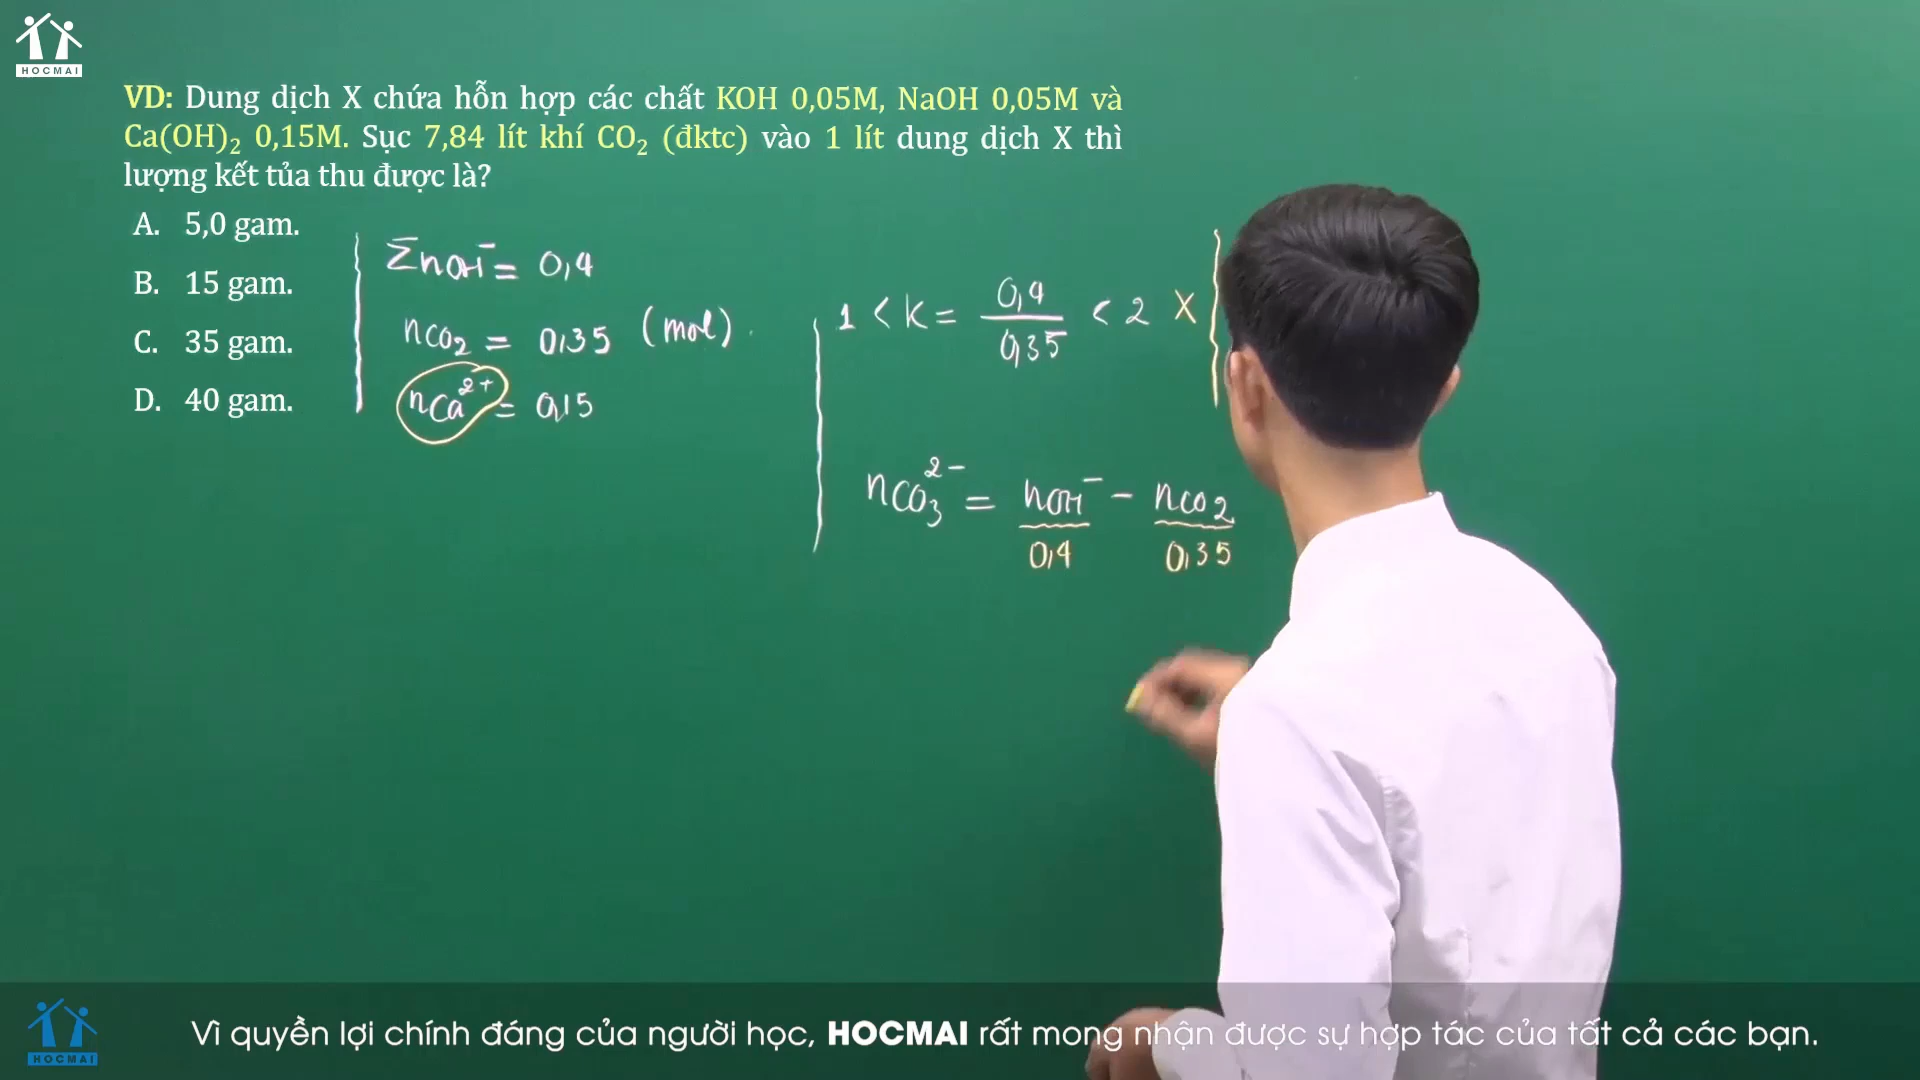 HOCMAI
VD: Dung dịch X chứa hỗn hợp các chất KOH 0,05M, NaOH 0,05M và
Ca(OH)₂ 0,15M. Sục 7,84 lít khí CO₂ (đktc) vào 1 lít dung dịch X thì
lượng kết tủa thu được là?
A. 5,0 gam.
B. 15 gam.
C. 35 gam.
D. 40 gam.
ΣnOH⁻ = 0,4
nCO₂ = 0,35 (mol).
nCa²⁺ = 0,15
1 < k = 0,4 / 0,35 < 2 X
nCO₃²⁻ = nOH⁻ - nCO₂
0,4 0,35
HOCMAI
Vì quyền lợi chính đáng của người học, HOCMAI rất mong nhận được sự hợp tác của tất cả các bạn.